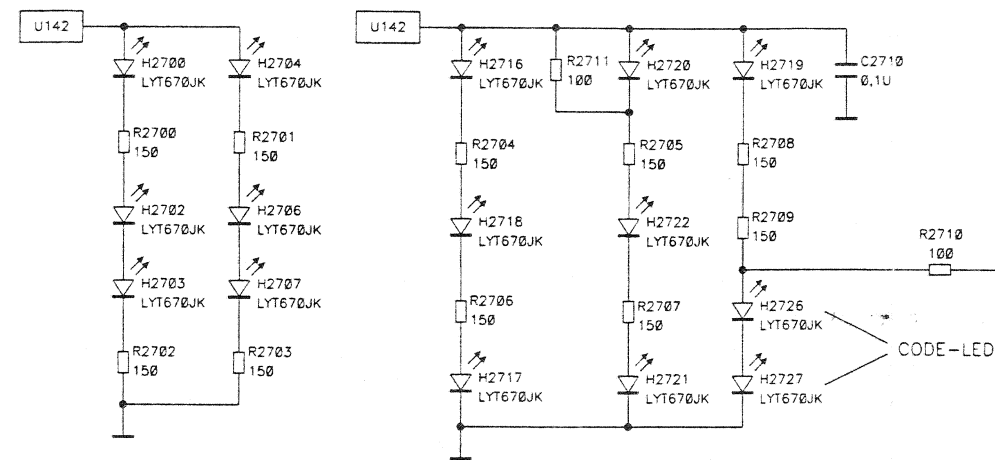 U142
H2700
LYT670JK
H2704
LYT670JK
R2700
150
R2701
150
H2702
LYT670JK
H2706
LYT670JK
H2703
LYT670JK
H2707
LYT670JK
R2702
150
R2703
150
U142
H2716
LYT670JK
R2711
100
H2720
LYT670JK
H2719
LYT670JK
C2710
0,1U
R2704
150
R2705
150
R2708
150
H2718
LYT670JK
H2722
LYT670JK
R2709
150
R2710
100
R2706
150
R2707
150
H2726
LYT670JK
CODE-LED
H2717
LYT670JK
H2721
LYT670JK
H2727
LYT670JK